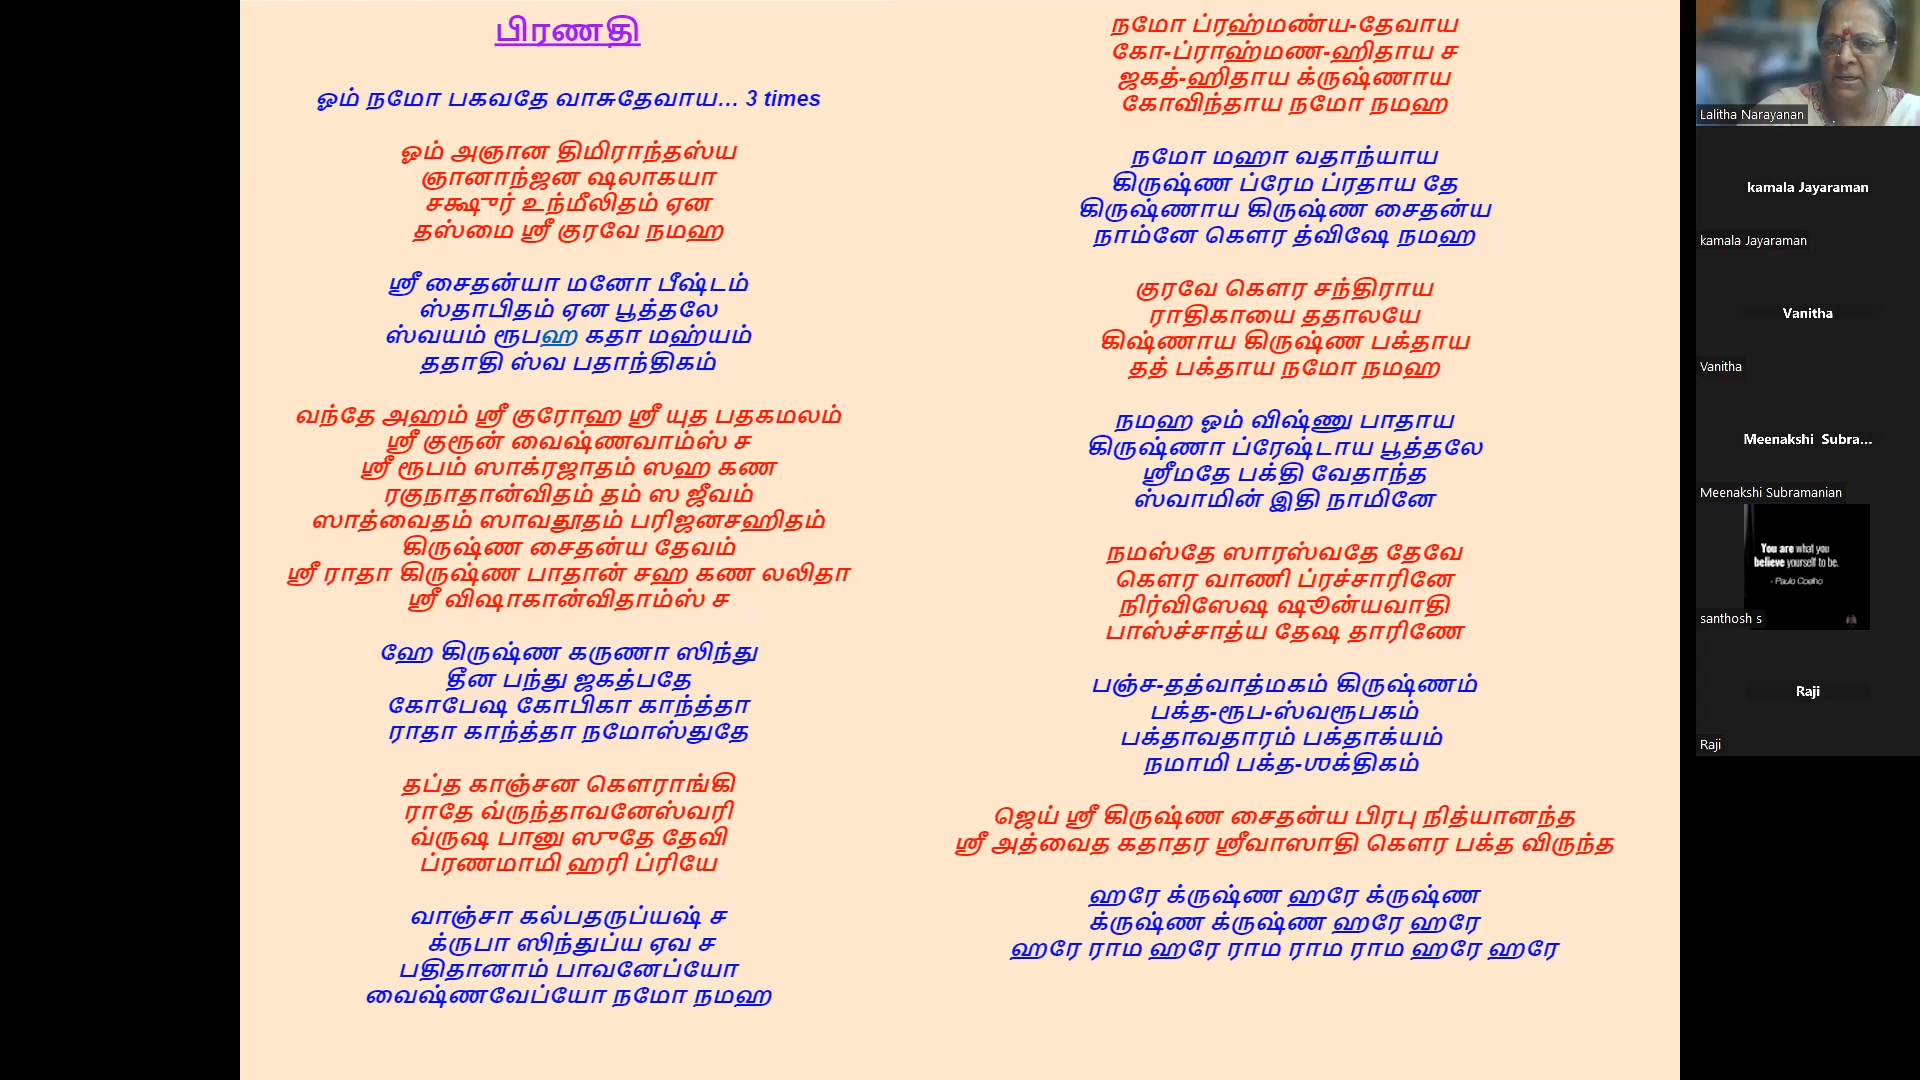 பிரணதி
ஓம் நமோ பகவதே வாசுதேவாய... 3 times
ஓம் அஞான திமிராந்தஸ்ய
ஞானாந்ஜன ஷலாகயா
சக்ஷுர் உந்மீலிதம் ஏன
தஸ்மை ஸ்ரீ குரவே நமஹ
ஸ்ரீ சைதன்யா மனோ பீஷ்டம்
ஸ்தாபிதம் ஏன பூத்தலே
ஸ்வயம் ரூபஹ கதா மஹ்யம்
ததாதி ஸ்வ பதாந்திகம்
வந்தே அஹம் ஸ்ரீ குரோஹ ஸ்ரீ யுத பதகமலம்
ஸ்ரீ குரூன் வைஷ்ணவாம்ஸ் ச
ஸ்ரீ ரூபம் ஸாக்ரஜாதம் ஸஹ கண
ரகுநாதான்விதம் தம் ஸ ஜீவம்
ஸாத்வைதம் ஸாவதூதம் பரிஜனசஹிதம்
கிருஷ்ண சைதன்ய தேவம்
ஸ்ரீ ராதா கிருஷ்ண பாதான் சஹ கண லலிதா
ஸ்ரீ விஷாகான்விதாம்ஸ் ச
ஹே கிருஷ்ண கருணா ஸிந்து
தீன பந்து ஜகத்பதே
கோபேஷ கோபிகா காந்த்தா
ராதா காந்த்தா நமோஸ்துதே
தப்த காஞ்சன கௌராங்கி
ராதே வ்ருந்தாவனேஸ்வரி
வ்ருஷ பானு ஸுதே தேவி
ப்ரணமாமி ஹரி ப்ரியே
வாஞ்சா கல்பதருப்யஷ் ச
க்ருபா ஸிந்துப்ய ஏவ ச
பதிதானாம் பாவனேப்யோ
வைஷ்ணவேப்யோ நமோ நமஹ
நமோ ப்ரஹ்மண்ய-தேவாய
கோ-ப்ராஹ்மண-ஹிதாய ச
ஜகத்-ஹிதாய க்ருஷ்ணாய
கோவிந்தாய நமோ நமஹ
நமோ மஹா வதாந்யாய
கிருஷ்ண ப்ரேம ப்ரதாய தே
கிருஷ்ணாய கிருஷ்ண சைதன்ய
நாம்னே கௌர த்விஷே நமஹ
குரவே கௌர சந்திராய
ராதிகாயை ததாலயே
கிஷ்ணாய கிருஷ்ண பக்தாய
தத் பக்தாய நமோ நமஹ
நமஹ ஓம் விஷ்ணு பாதாய
கிருஷ்ணா ப்ரேஷ்டாய பூத்தலே
ஸ்ரீமதே பக்தி வேதாந்த
ஸ்வாமின் இதி நாமினே
நமஸ்தே ஸாரஸ்வதே தேவே
கௌர வாணி ப்ரச்சாரினே
நிர்விஸேஷ ஷூன்யவாதி
பாஸ்ச்சாத்ய தேஷ தாரிணே
பஞ்ச-தத்வாத்மகம் கிருஷ்ணம்
பக்த-ரூப-ஸ்வரூபகம்
பக்தாவதாரம் பக்தாக்யம்
நமாமி பக்த-ஶக்திகம்
ஜெய் ஸ்ரீ கிருஷ்ண சைதன்ய பிரபு நித்யானந்த
ஸ்ரீ அத்வைத கதாதர ஸ்ரீவாஸாதி கௌர பக்த விருந்த
ஹரே க்ருஷ்ண ஹரே க்ருஷ்ண
க்ருஷ்ண க்ருஷ்ண ஹரே ஹரே
ஹரே ராம ஹரே ராம ராம ராம ஹரே ஹரே
Lalitha Narayanan
kamala Jayaraman
kamala Jayaraman
Vanitha
Vanitha
Meenakshi Subra...
Meenakshi Subramanian
You are what you
believe yourself to be.
- Paulo Coelho
santhosh s
Raji
Raji